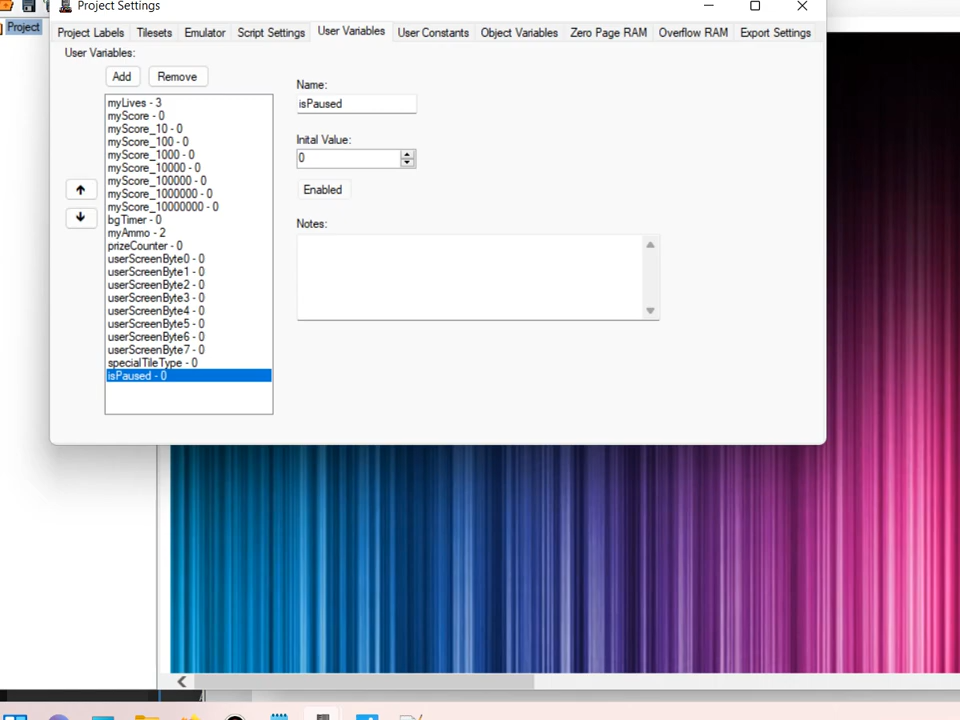 Project Settings
Project
Project Labels Tilesets Emulator Script Settings User Variables User Constants Object Variables Zero Page RAM Overflow RAM Export Settings
User Variables:
Add Remove
Name:
isPaused
Inital Value:
0
Enabled
Notes:
myLives - 3
myScore - 0
myScore_10 - 0
myScore_100 - 0
myScore_1000 - 0
myScore_10000 - 0
myScore_100000 - 0
myScore_1000000 - 0
myScore_10000000 - 0
bgTimer - 0
myAmmo - 2
prizeCounter - 0
userScreenByte0 - 0
userScreenByte1 - 0
userScreenByte2 - 0
userScreenByte3 - 0
userScreenByte4 - 0
userScreenByte5 - 0
userScreenByte6 - 0
userScreenByte7 - 0
specialTileType - 0
isPaused - 0